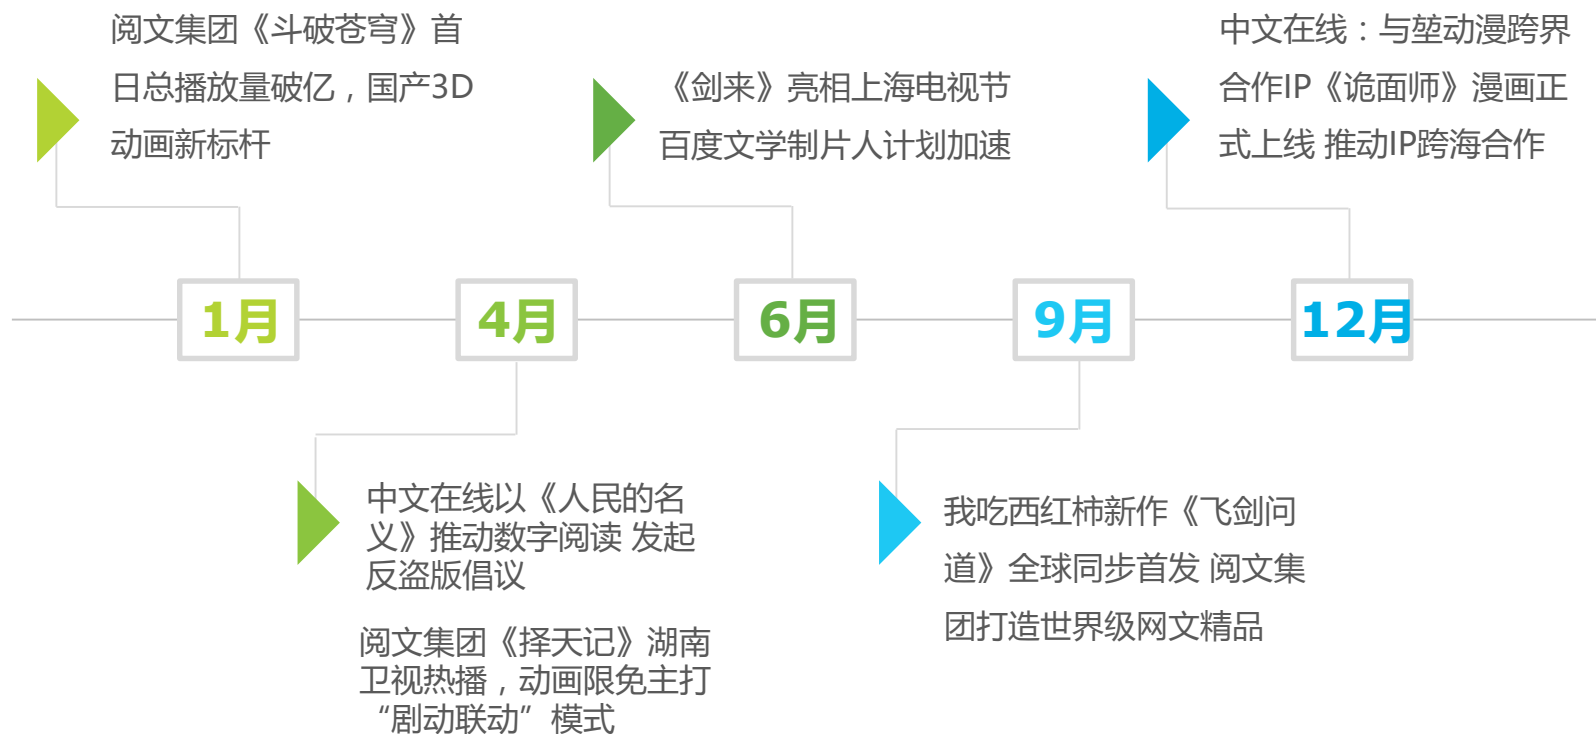 阅文集团《斗破苍穹》首
日总播放量破亿，国产3D
动画新标杆
《剑来》亮相上海电视节
百度文学制片人计划加速
中文在线：与堃动漫跨界
合作IP《诡面师》漫画正
式上线 推动IP跨海合作
1月
4月
6月
9月
12月
中文在线以《人民的名
义》推动数字阅读 发起
反盗版倡议
阅文集团《择天记》湖南
卫视热播，动画限免主打
“剧动联动”模式
我吃西红柿新作《飞剑问
道》全球同步首发 阅文集
团打造世界级网文精品